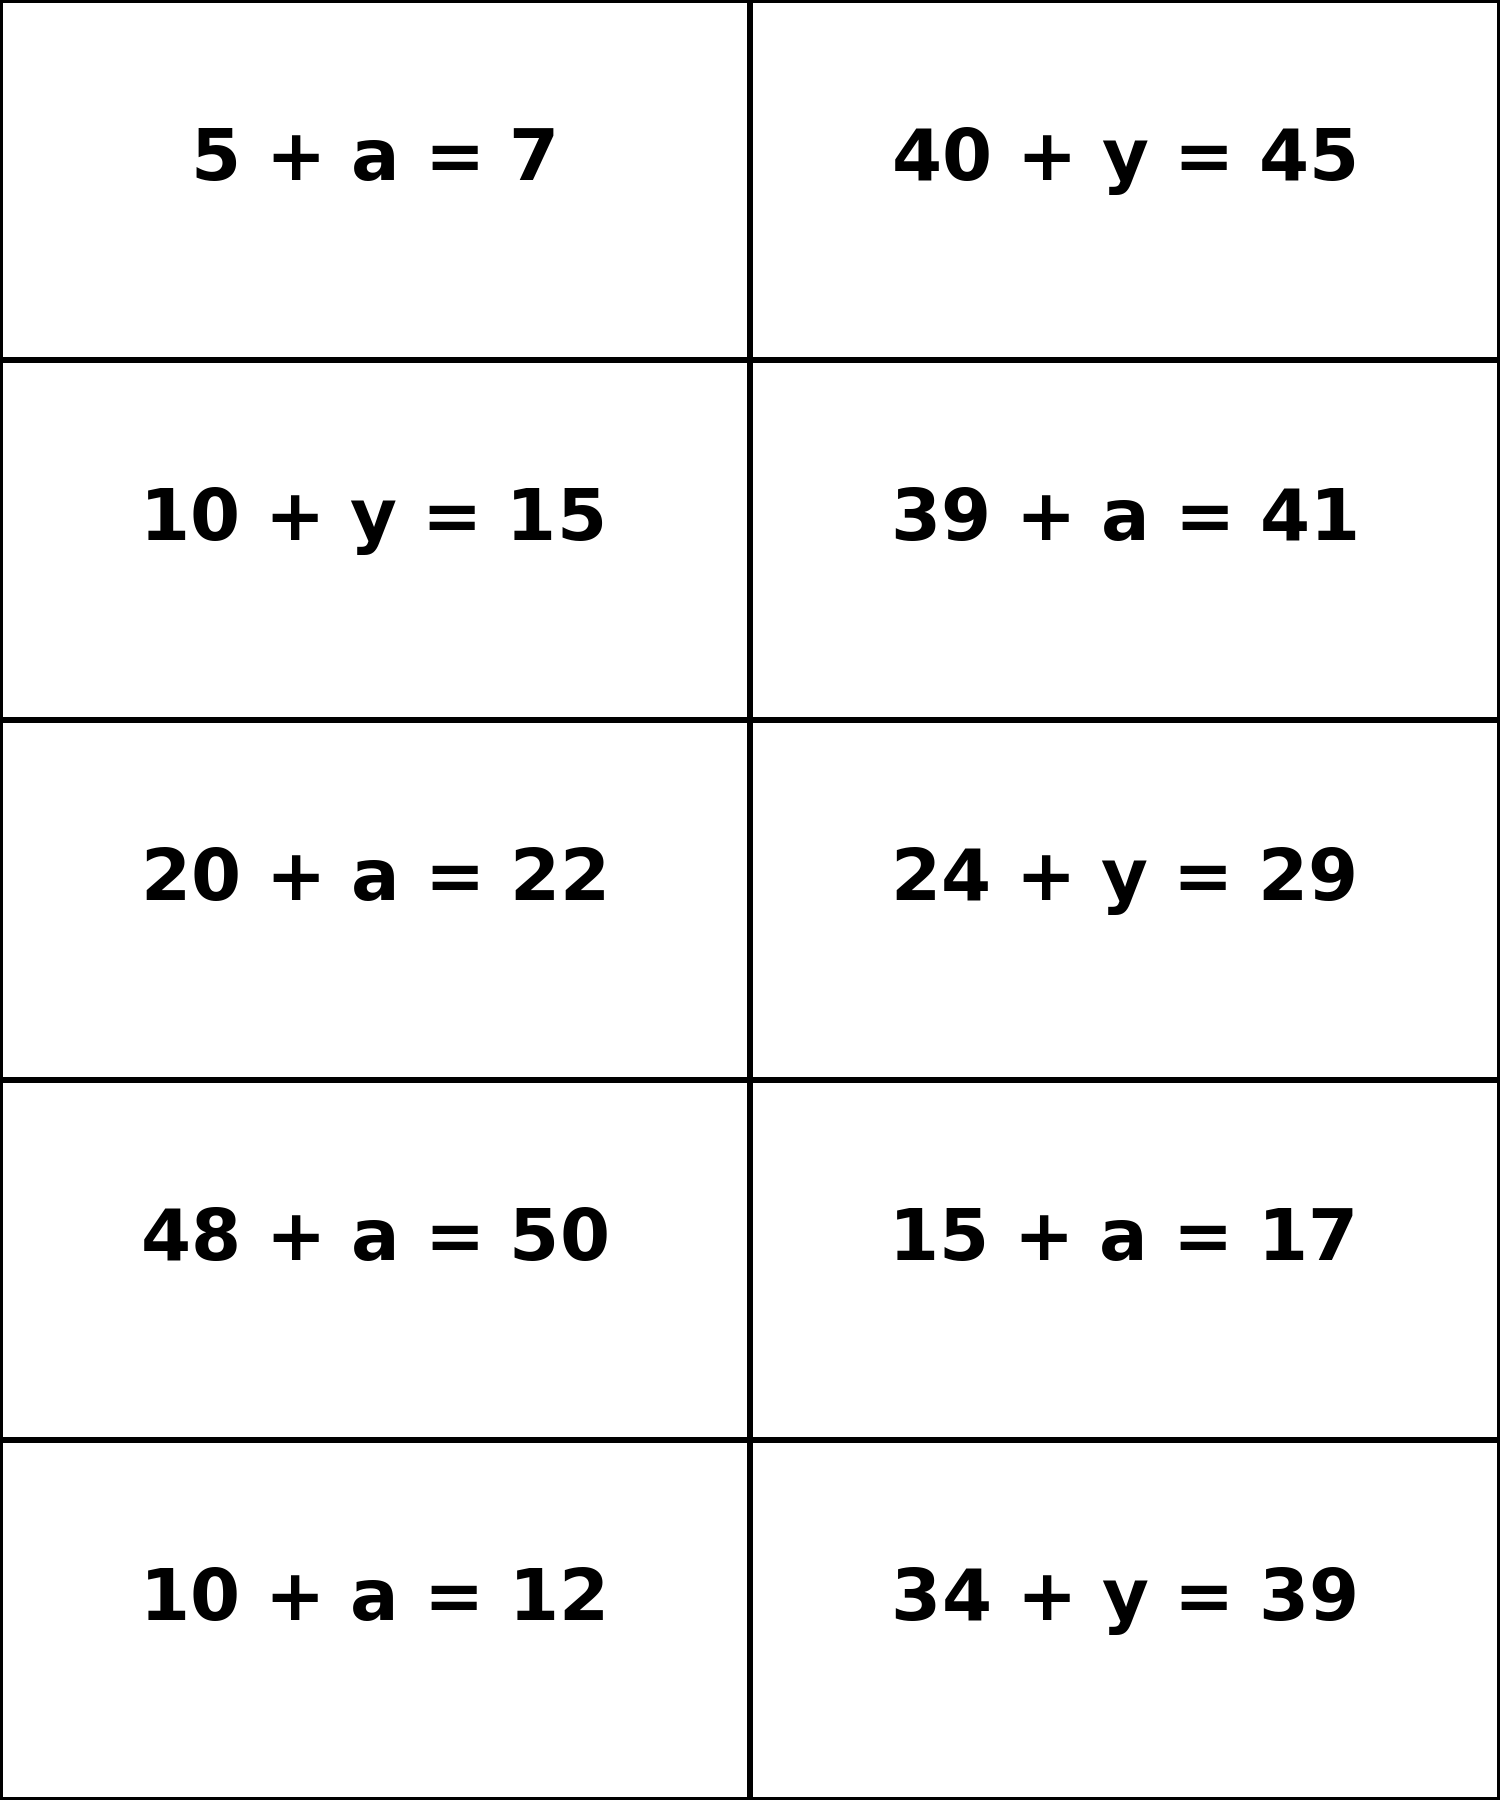 5 + a = 7
40 + y = 45
10 + y = 15
39 + a = 41
20 + a = 22
24 + y = 29
48 + a = 50
15 + a = 17
10 + a = 12
34 + y = 39